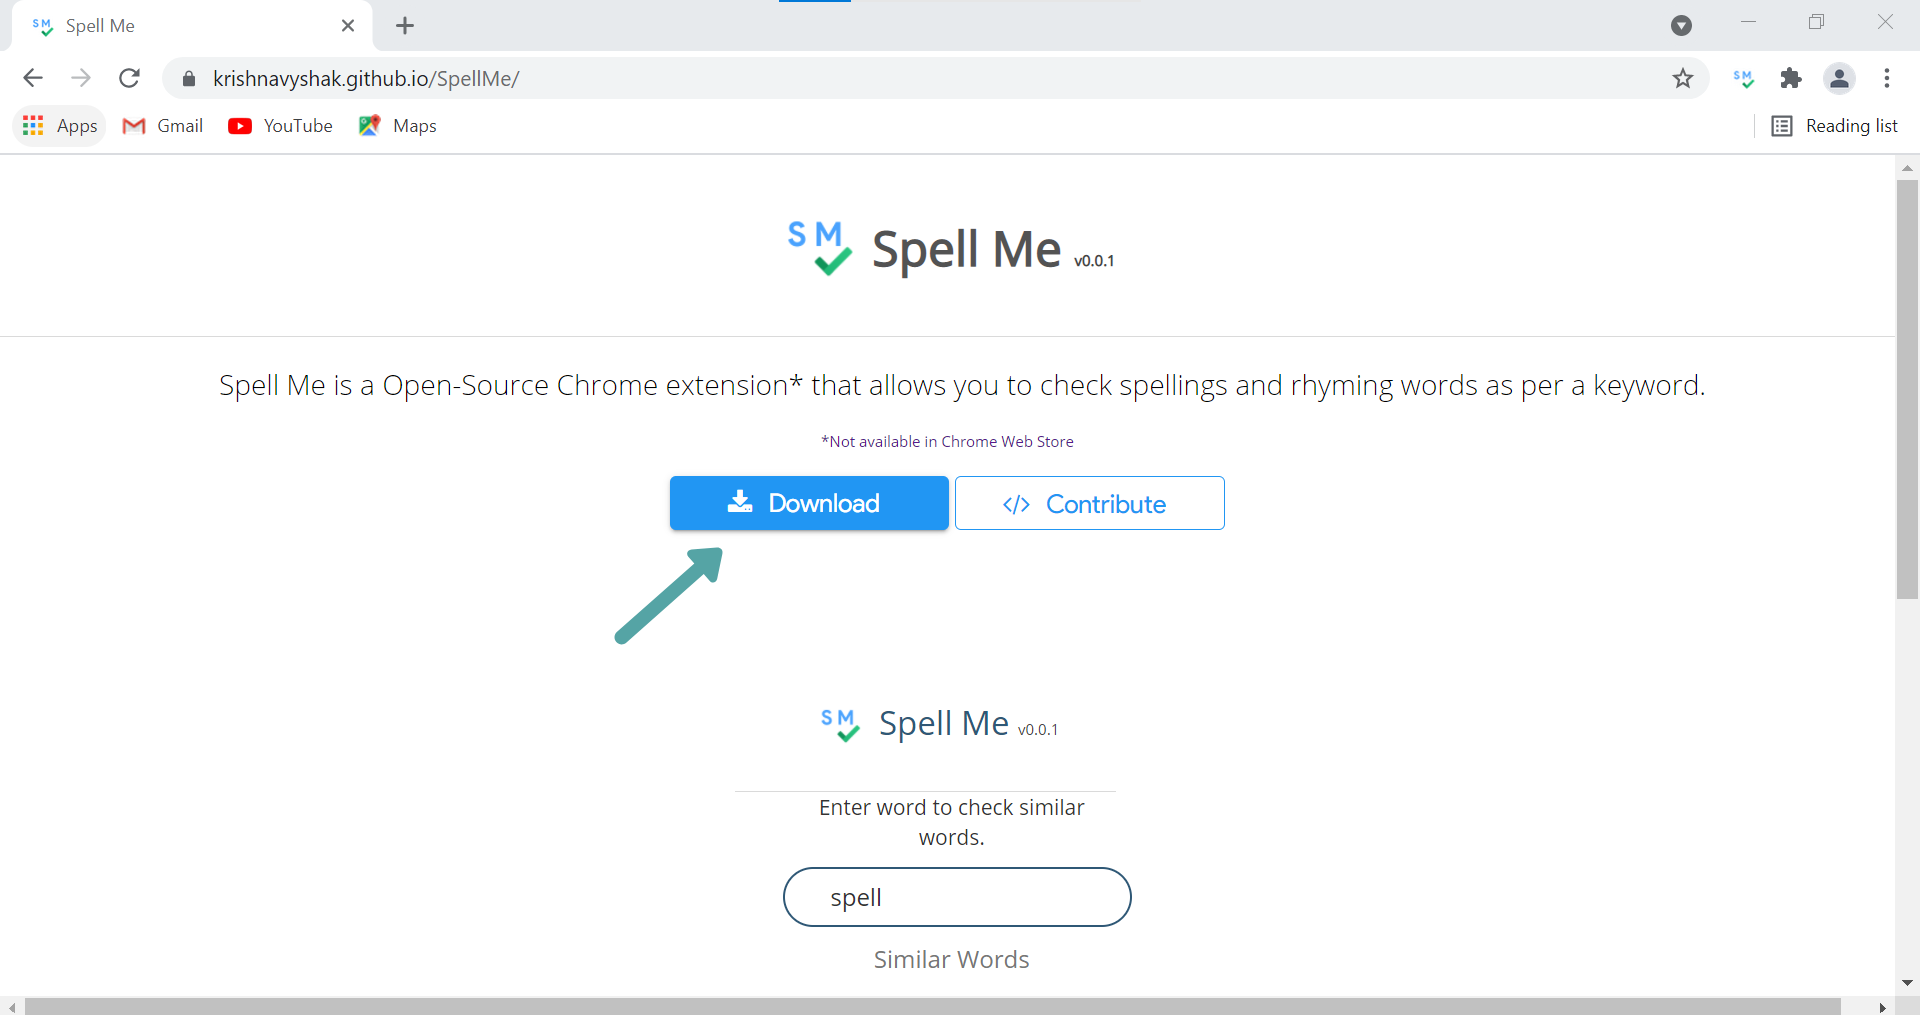 Spell Me
krishnavyshak.github.io/SpellMe/
SM
Apps Gmail YouTube Maps Reading list
SM Spell Me v0.0.1
Spell Me is a Open-Source Chrome extension* that allows you to check spellings and rhyming words as per a keyword.
*Not available in Chrome Web Store
Download </> Contribute
SM Spell Me v0.0.1
Enter word to check similar
words.
spell
Similar Words